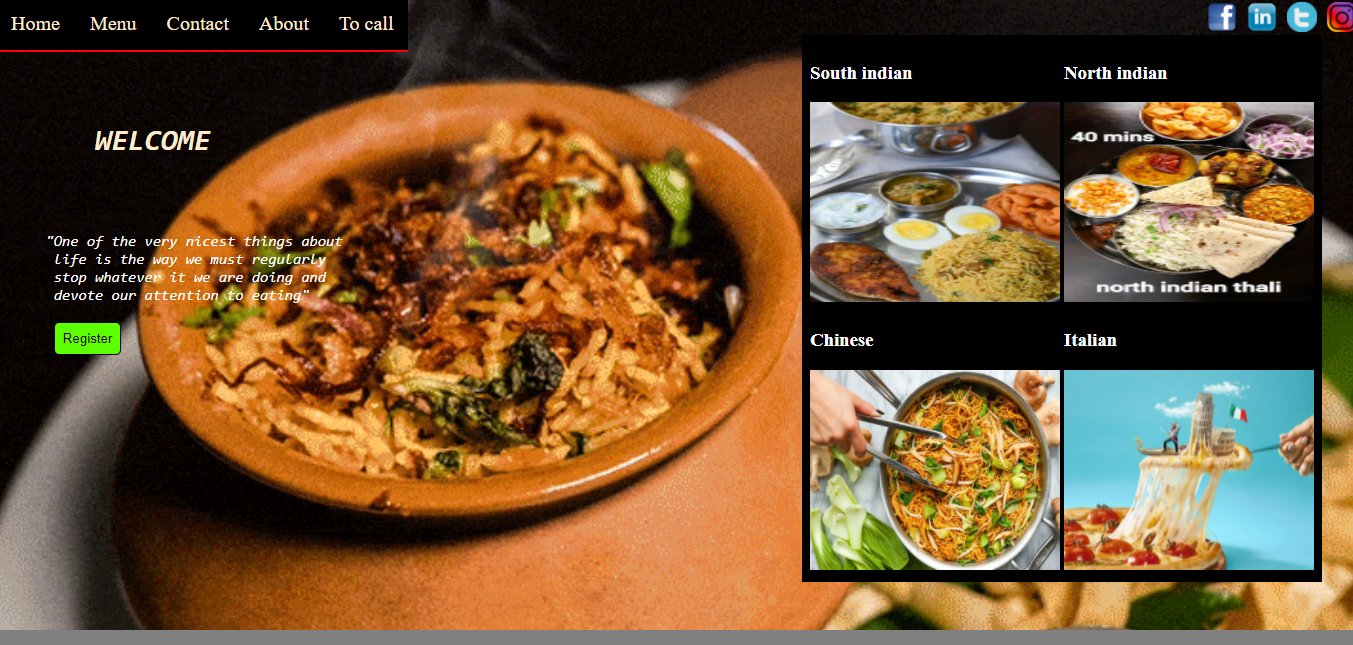 Home Menu Contact About To call
f in t
WELCOME
"One of the very nicest things about
life is the way we must regularly
stop whatever it we are doing and
devote our attention to eating"
Register
South indian North indian
40 mins
north indian thali
Chinese Italian